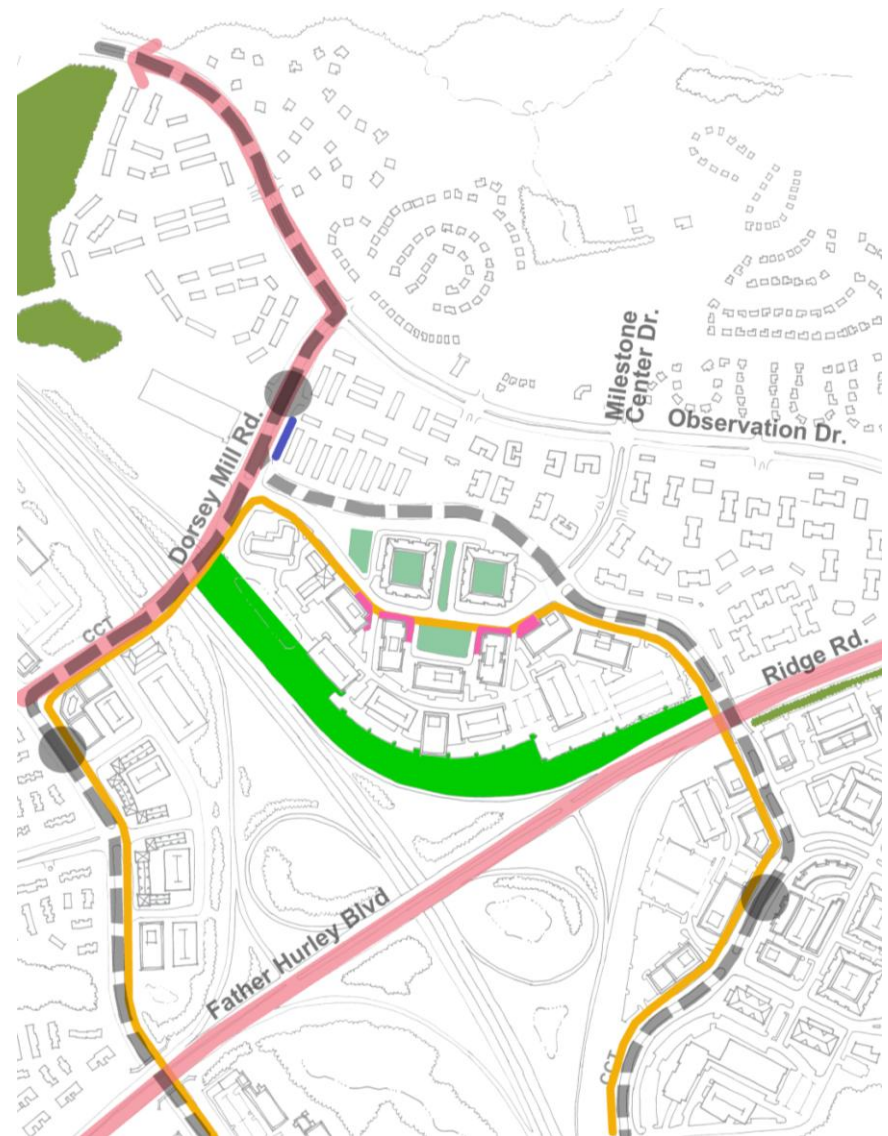 Milestone
Center Dr.
Observation Dr.
Dorsey Mill Rd.
CCT
Ridge Rd.
Father Hurley Blvd
CCT